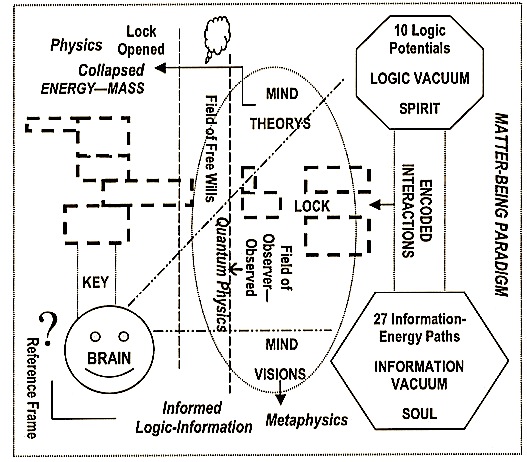 Physics
Lock
Opened
Collapsed
ENERGY—MASS
MIND
THEORYS
10 Logic
Potentials
LOGIC VACUUM
SPIRIT
Field of Free Wills
Quantum Physics
LOCK
Field of
Observer—
Observed
ENCODED
INTERACTIONS
MATTER-BEING PARADIGM
KEY
?
BRAIN
Reference Frame
MIND
VISIONS
27 Information-
Energy Paths
INFORMATION
VACUUM
SOUL
Informed
Logic-Information
Metaphysics